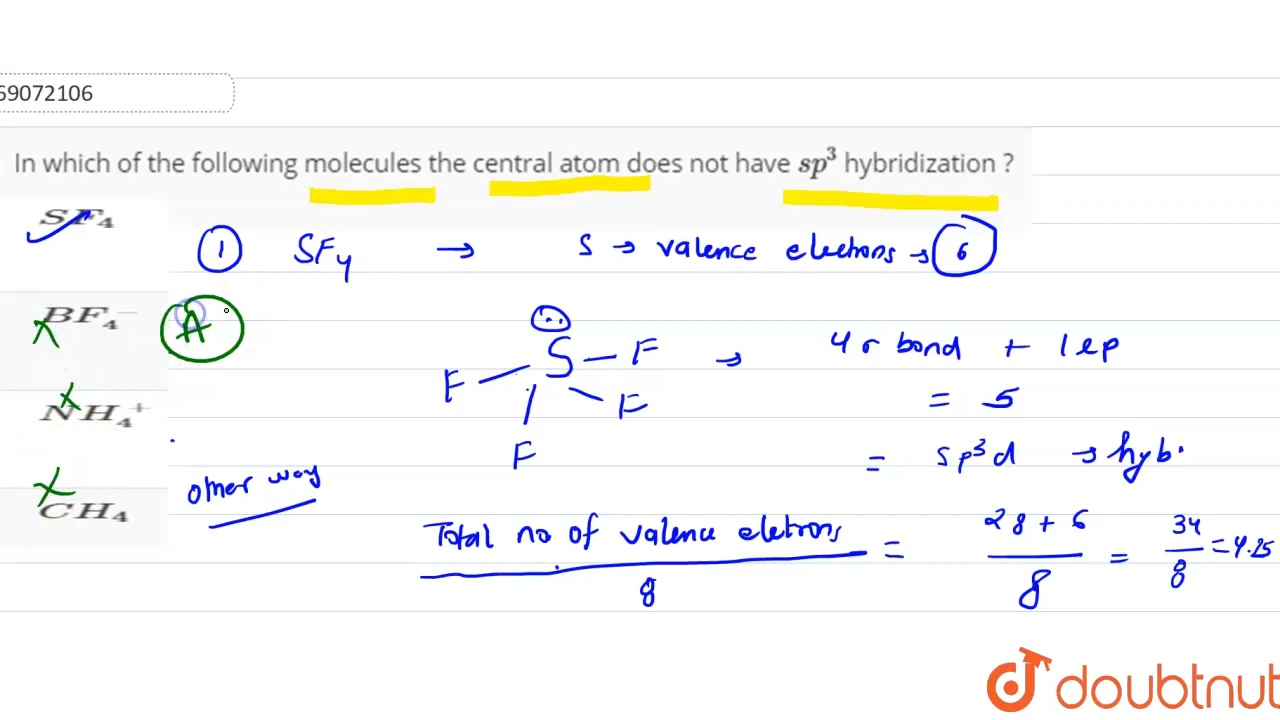 59072106
In which of the following molecules the central atom does not have sp³ hybridization ?
SF₄
① SF₄ → S → valence electrons → ⑥
BF₄⁻
A
S F F F F → 4 σ bond + 1 lp
= 5
NH₄⁺
= sp³d → hyb.
other way
CH₄
Total no of valence eletrons / 8 = 28 + 6 / 8 = 34 / 8 = 4.25
doubtnut